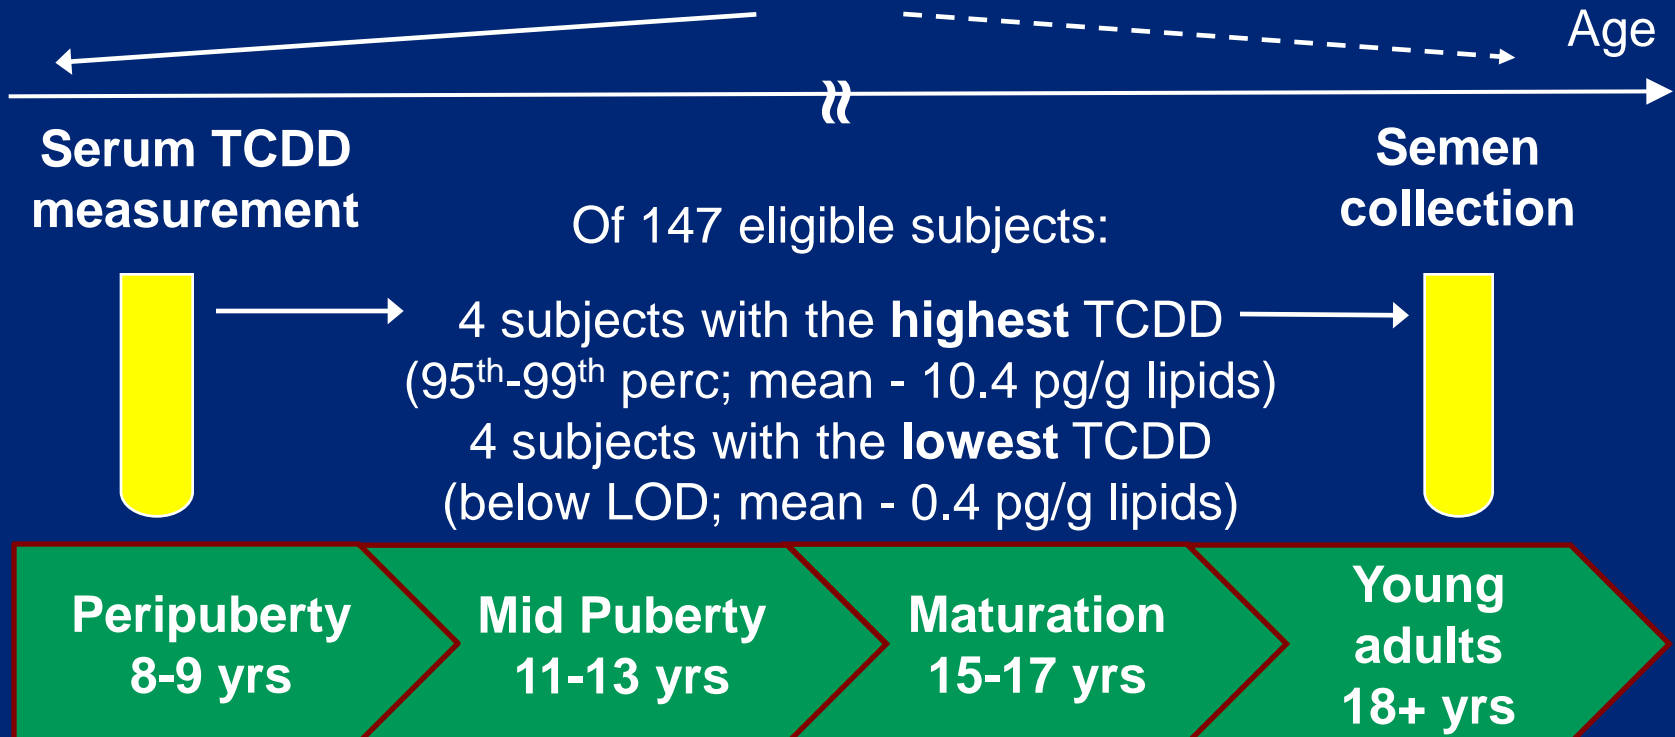 Age
Serum TCDD
measurement
Semen
collection
Of 147 eligible subjects:
4 subjects with the highest TCDD
(95th-99th perc; mean - 10.4 pg/g lipids)
4 subjects with the lowest TCDD
(below LOD; mean - 0.4 pg/g lipids)
Peripuberty
8-9 yrs
Mid Puberty
11-13 yrs
Maturation
15-17 yrs
Young
adults
18+ yrs